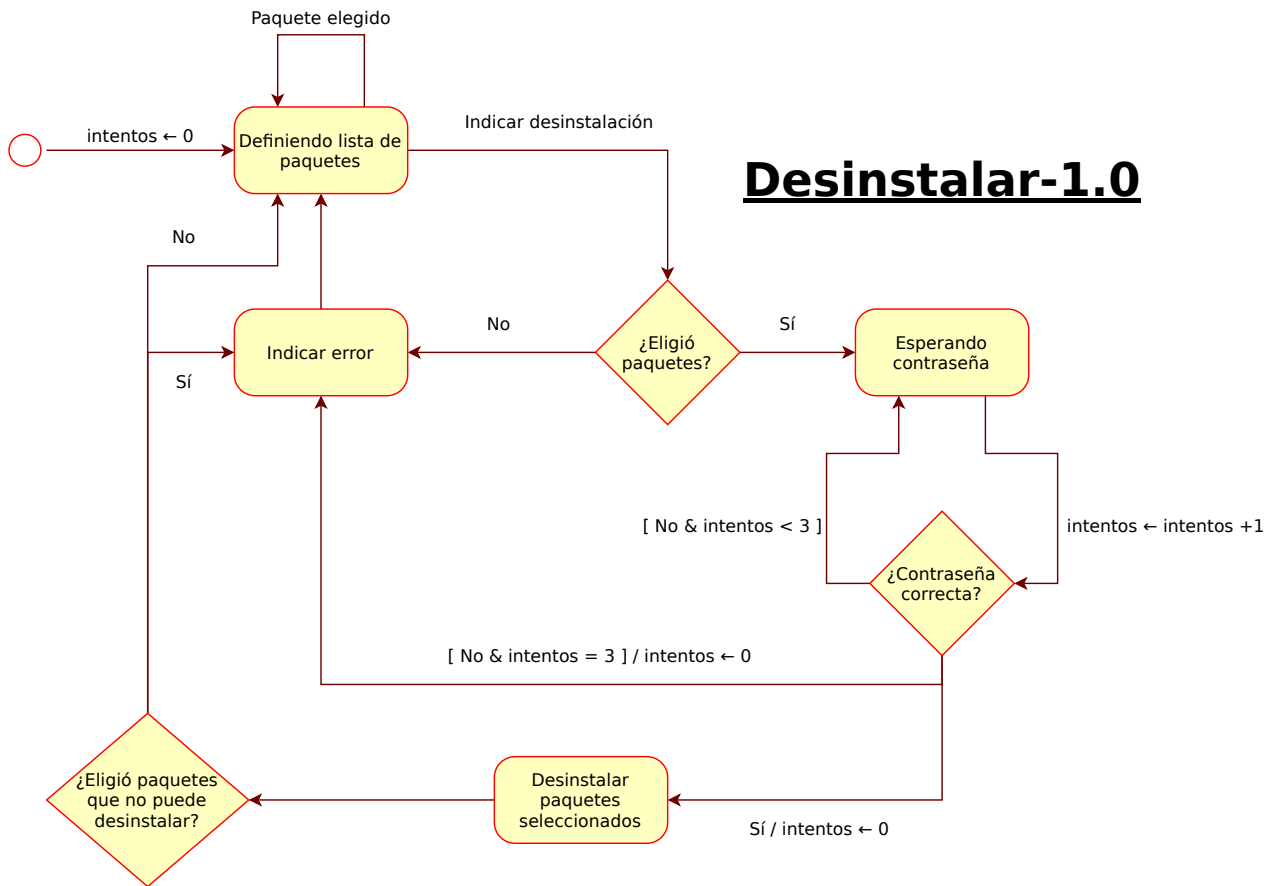 Paquete elegido
intentos ← 0
Definiendo lista de
paquetes
Indicar desinstalación
Desinstalar-1.0
No
Indicar error
No
¿Eligió
paquetes?
Sí
Esperando
contraseña
Sí
[ No & intentos < 3 ]
intentos ← intentos +1
¿Contraseña
correcta?
[ No & intentos = 3 ] / intentos ← 0
¿Eligió paquetes
que no puede
desinstalar?
Desinstalar
paquetes
seleccionados
Sí / intentos ← 0